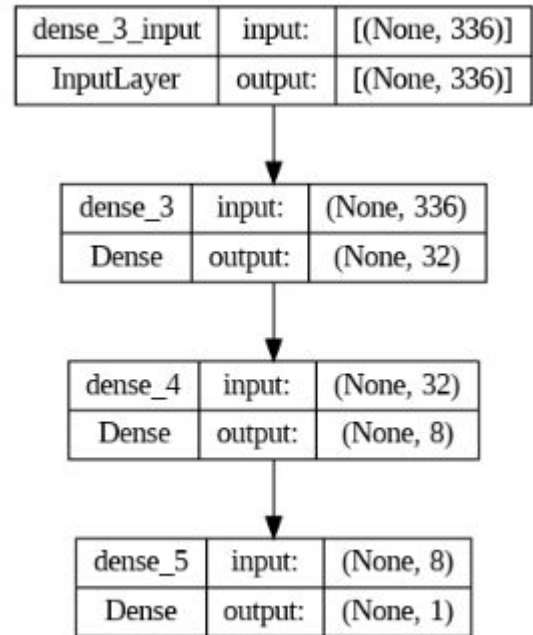 dense_3_input input: [(None, 336)]
InputLayer output: [(None, 336)]
dense_3 input: (None, 336)
Dense output: (None, 32)
dense_4 input: (None, 32)
Dense output: (None, 8)
dense_5 input: (None, 8)
Dense output: (None, 1)